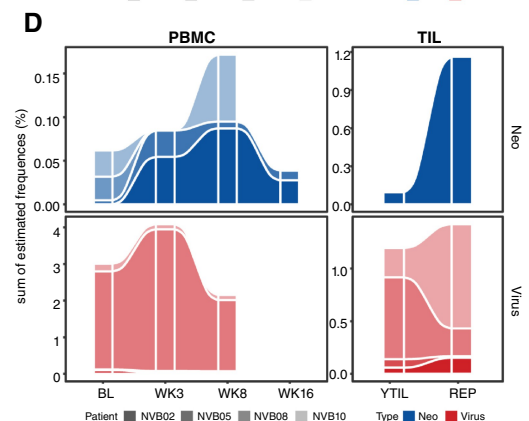 D
PBMC TIL
sum of estimated frequencies (%)
0.15
0.10
0.05
0.00
1.2
0.9
0.6
0.3
0.0
Neo
4
3
2
1
0
1.0
0.5
0.0
Virus
BL WK3 WK8 WK16 YTIL REP
Patient NVB02 NVB05 NVB08 NVB10 Type Neo Virus